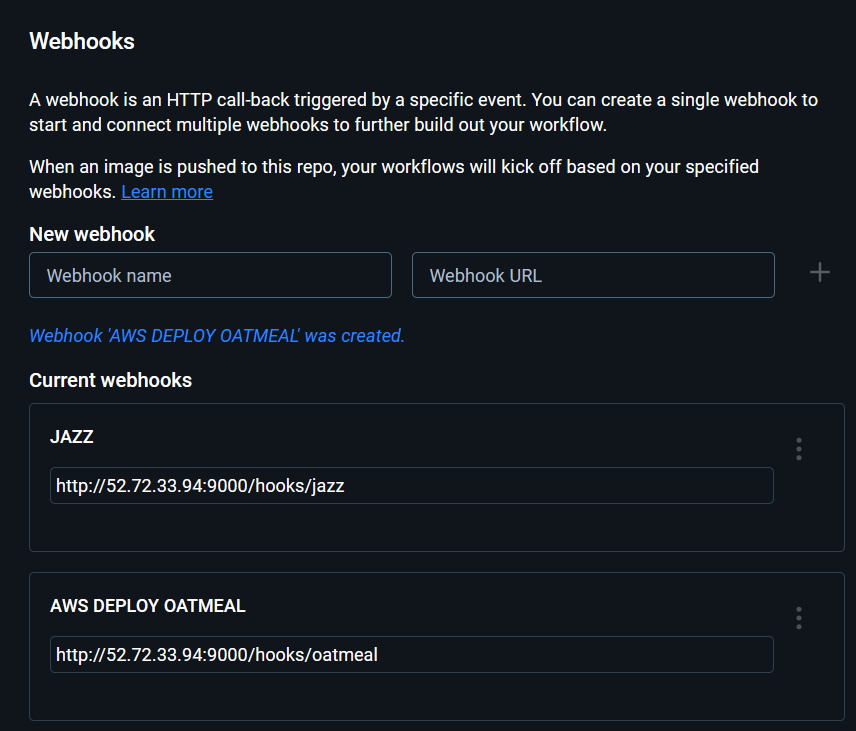 Webhooks
A webhook is an HTTP call-back triggered by a specific event. You can create a single webhook to
start and connect multiple webhooks to further build out your workflow.
When an image is pushed to this repo, your workflows will kick off based on your specified
webhooks. Learn more
New webhook
Webhook name
Webhook URL
Webhook 'AWS DEPLOY OATMEAL' was created.
Current webhooks
JAZZ
http://52.72.33.94:9000/hooks/jazz
AWS DEPLOY OATMEAL
http://52.72.33.94:9000/hooks/oatmeal